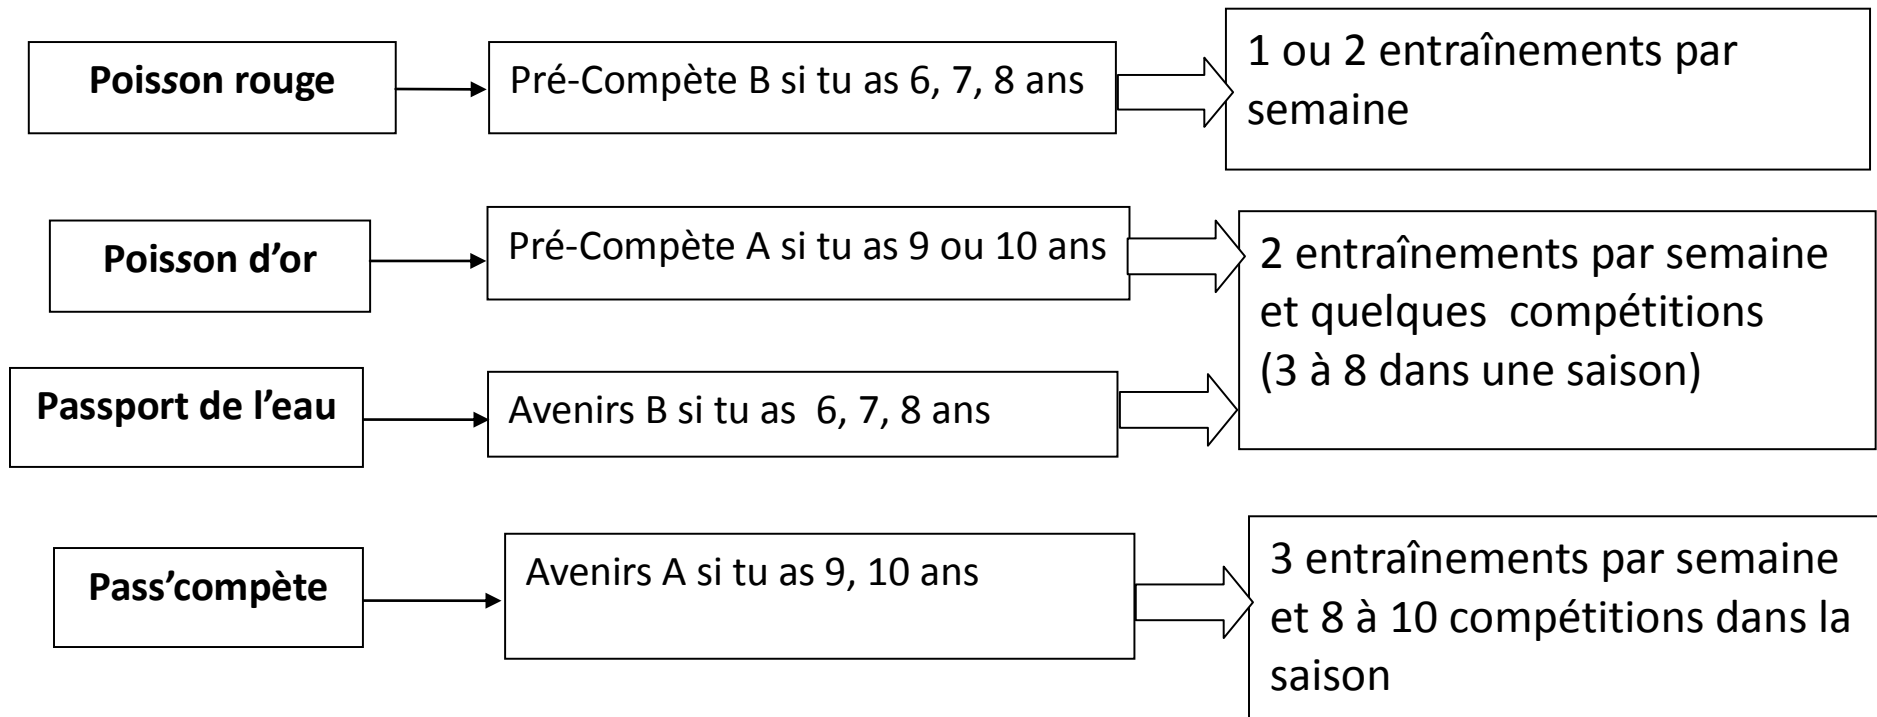 Poisson rouge
Pré-Compète B si tu as 6, 7, 8 ans
1 ou 2 entraînements par
semaine
Poisson d'or
Pré-Compète A si tu as 9 ou 10 ans
2 entraînements par semaine
et quelques  compétitions
(3 à 8 dans une saison)
Passport de l'eau
Avenirs B si tu as  6, 7, 8 ans
Pass'compète
Avenirs A si tu as 9, 10 ans
3 entraînements par semaine
et 8 à 10 compétitions dans la
saison